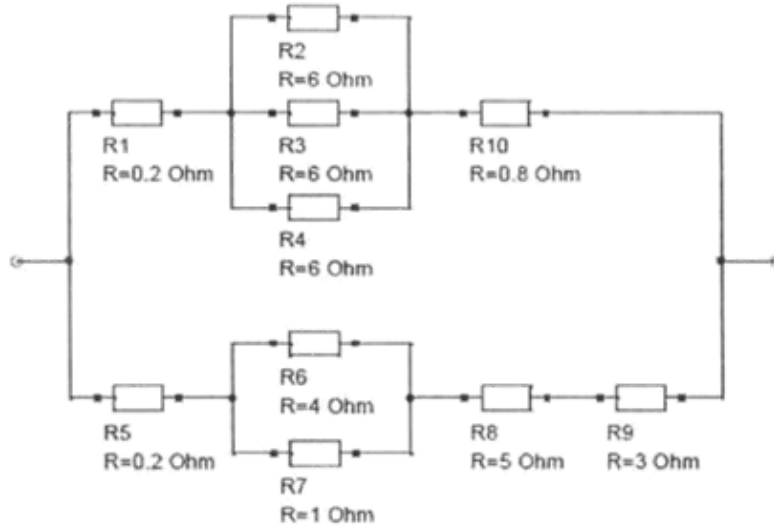 R2
R=6 Ohm
R1
R=0.2 Ohm
R3
R=6 Ohm
R10
R=0.8 Ohm
R4
R=6 Ohm
R5
R=0.2 Ohm
R6
R=4 Ohm
R8
R=5 Ohm
R9
R=3 Ohm
R7
R=1 Ohm